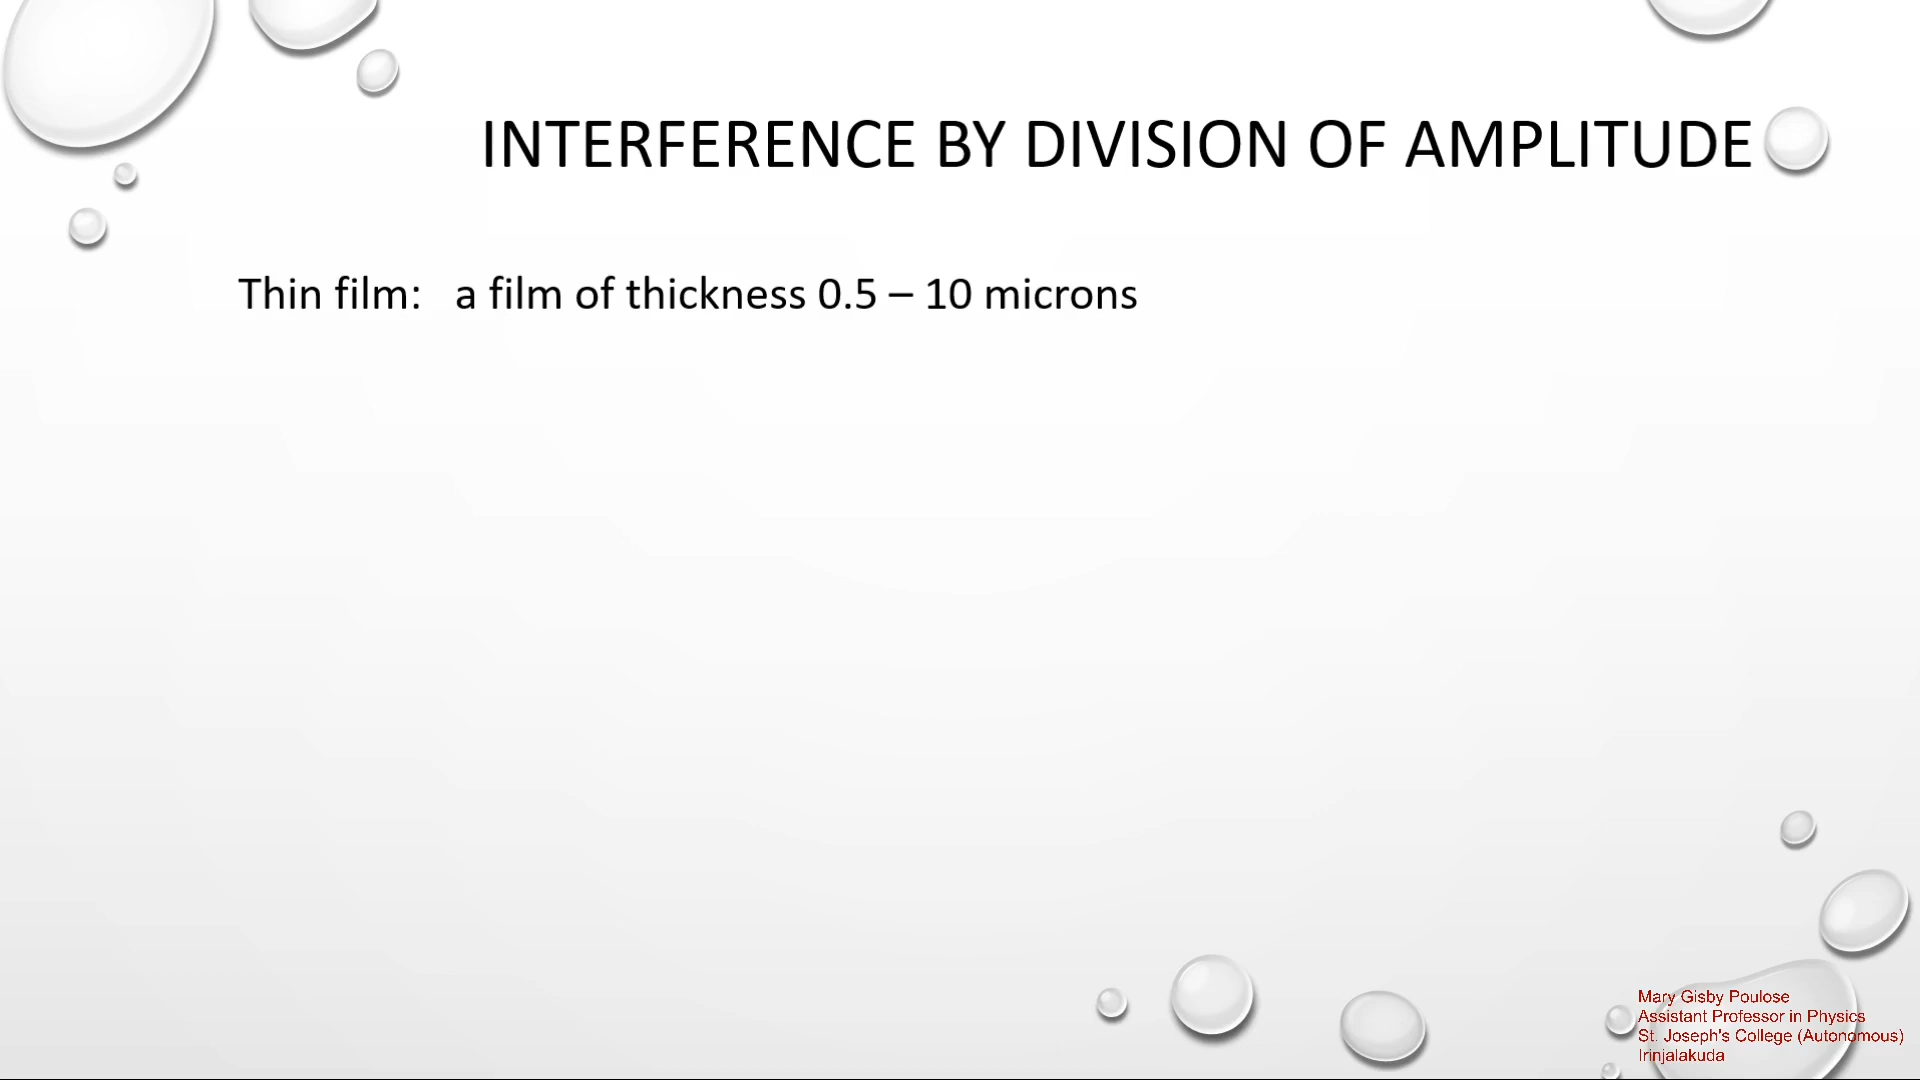 INTERFERENCE BY DIVISION OF AMPLITUDE
Thin film: a film of thickness 0.5 – 10 microns
Mary Gisby Poulose
Assistant Professor in Physics
St. Joseph's College (Autonomous)
Irinjalakuda